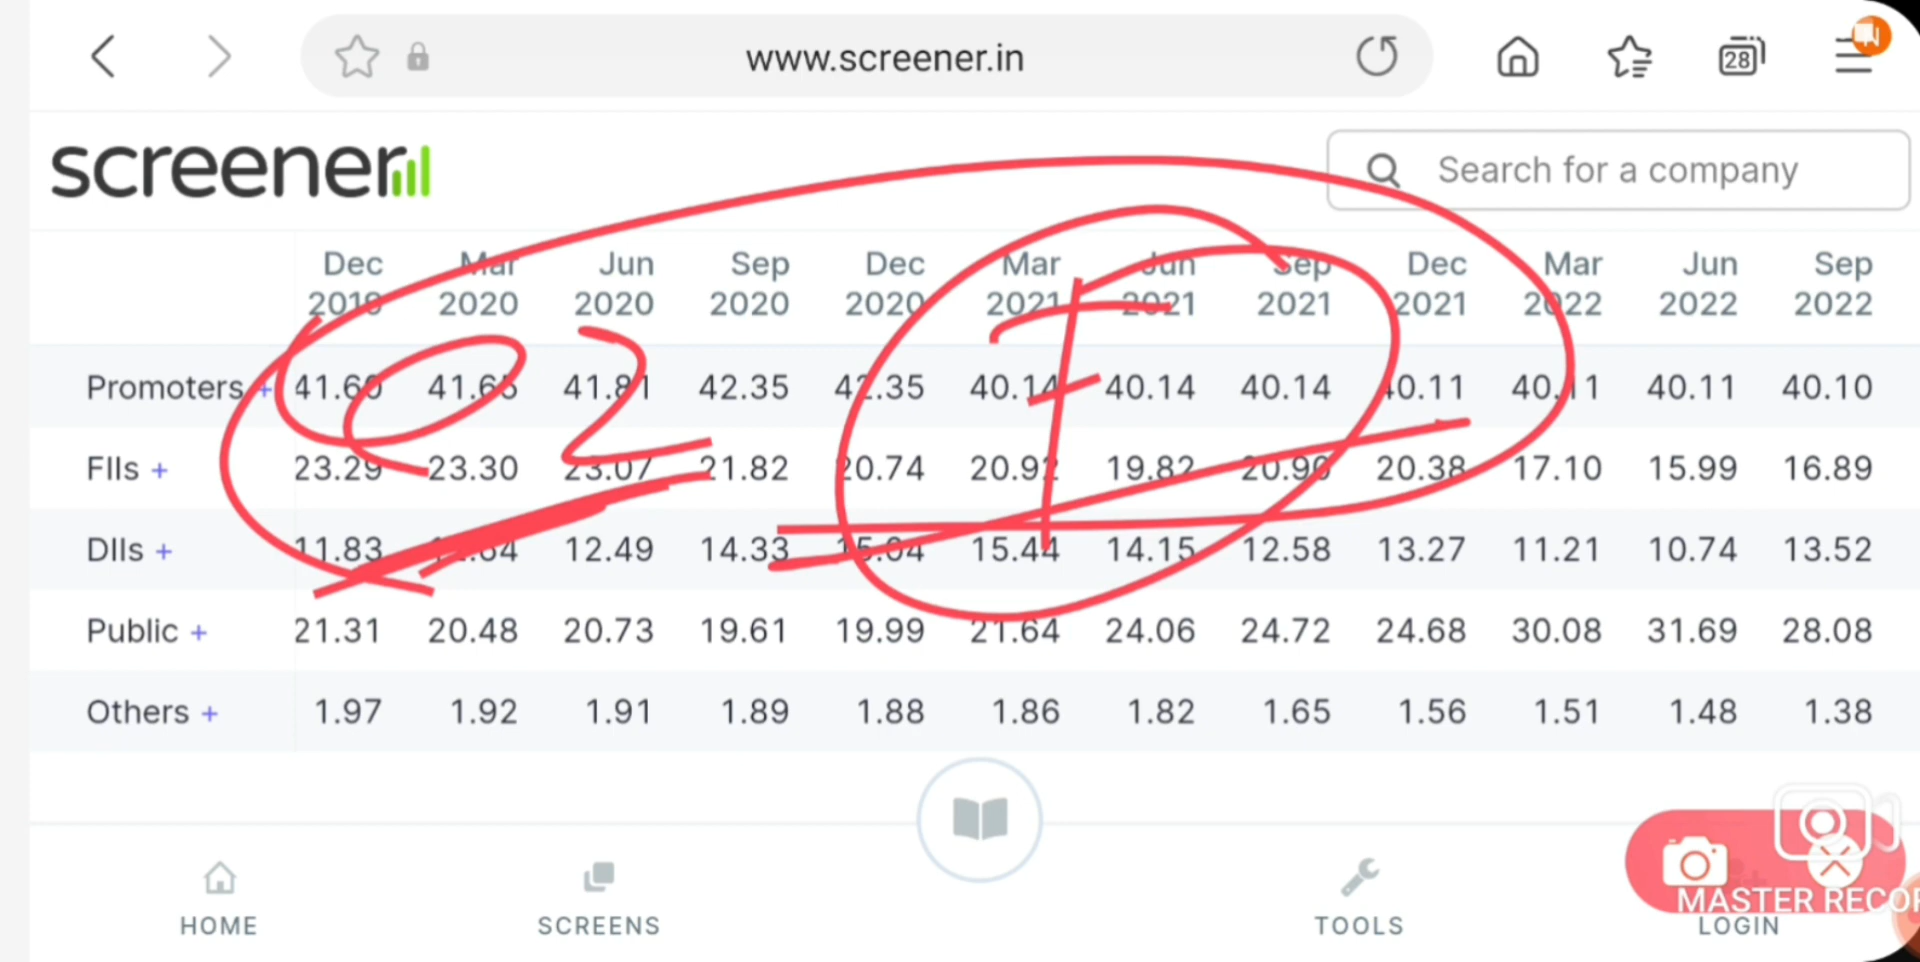 www.screener.in
28
screener
Search for a company
Dec 2019 Mar 2020 Jun 2020 Sep 2020 Dec 2020 Mar 2021 Jun 2021 Sep 2021 Dec 2021 Mar 2022 Jun 2022 Sep 2022
Promoters + 41.60 41.65 41.81 42.35 42.35 40.14 40.14 40.14 40.11 40.11 40.11 40.10
FIIs + 23.29 23.30 23.07 21.82 20.74 20.92 19.82 20.90 20.38 17.10 15.99 16.89
DIIs + 11.83 12.49 14.33 15.44 14.15 12.58 13.27 11.21 10.74 13.52
Public + 21.31 20.48 20.73 19.61 19.99 21.64 24.06 24.72 24.68 30.08 31.69 28.08
Others + 1.97 1.92 1.91 1.89 1.88 1.86 1.82 1.65 1.56 1.51 1.48 1.38
HOME SCREENS TOOLS LOGIN
MASTER RECOR